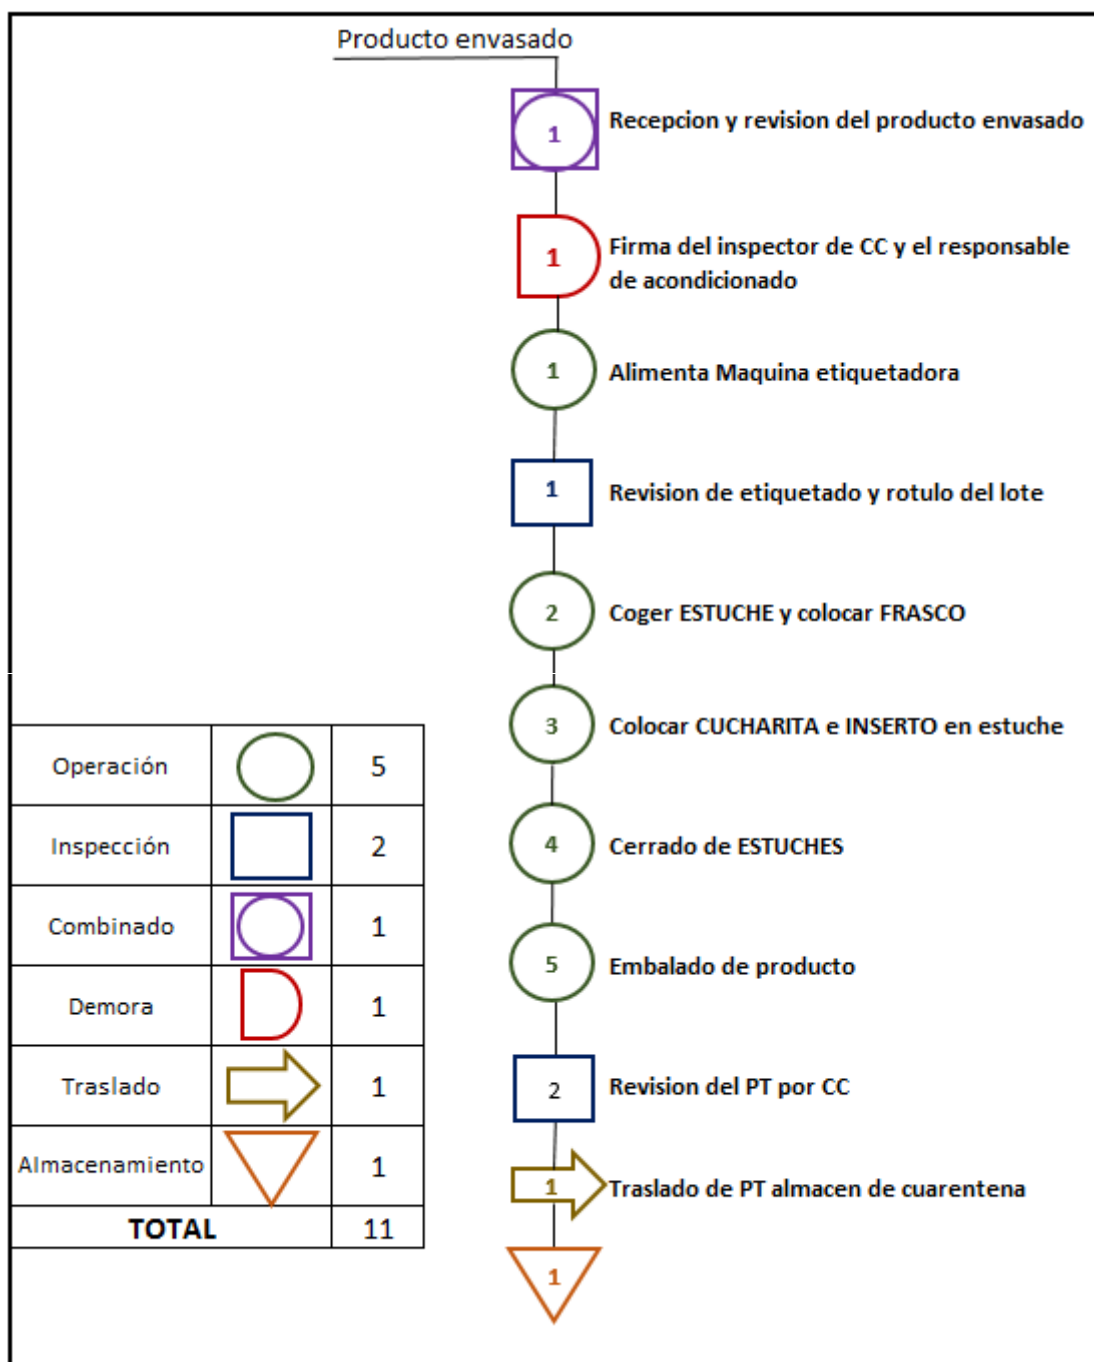 Producto envasado
1
Recepcion y revision del producto envasado
1
Firma del inspector de CC y el responsable
de acondicionado
1
Alimenta Maquina etiquetadora
1
Revision de etiquetado y rotulo del lote
2
Coger ESTUCHE y colocar FRASCO
3
Colocar CUCHARITA e INSERTO en estuche
4
Cerrado de ESTUCHES
5
Embalado de producto
2
Revision del PT por CC
1
Traslado de PT almacen de cuarentena
1
Operación 5
Inspección 2
Combinado 1
Demora 1
Traslado 1
Almacenamiento 1
TOTAL 11